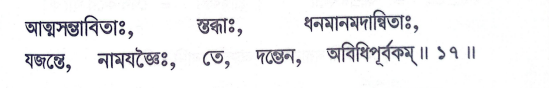 আত্মসম্ভাবিতাঃ, স্তব্ধাঃ, ধনমানমদান্বিতাঃ,
যজন্তে, নামযজ্ঞৈঃ, তে, দম্ভেন, অবিধিপূর্বকম্॥ ১৭॥